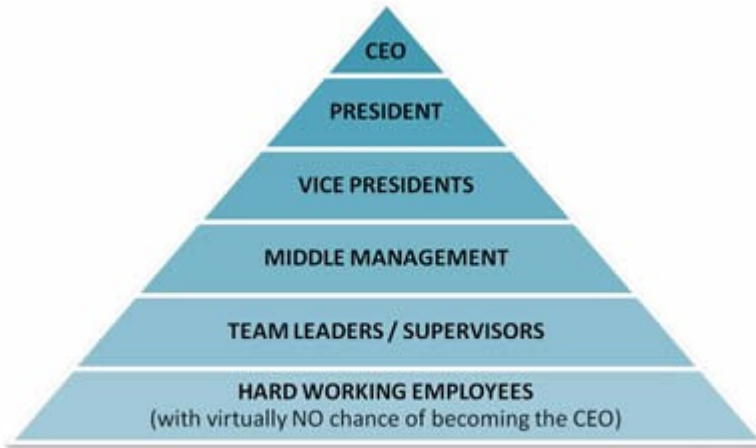 CEO
PRESIDENT
VICE PRESIDENTS
MIDDLE MANAGEMENT
TEAM LEADERS / SUPERVISORS
HARD WORKING EMPLOYEES
(with virtually NO chance of becoming the CEO)